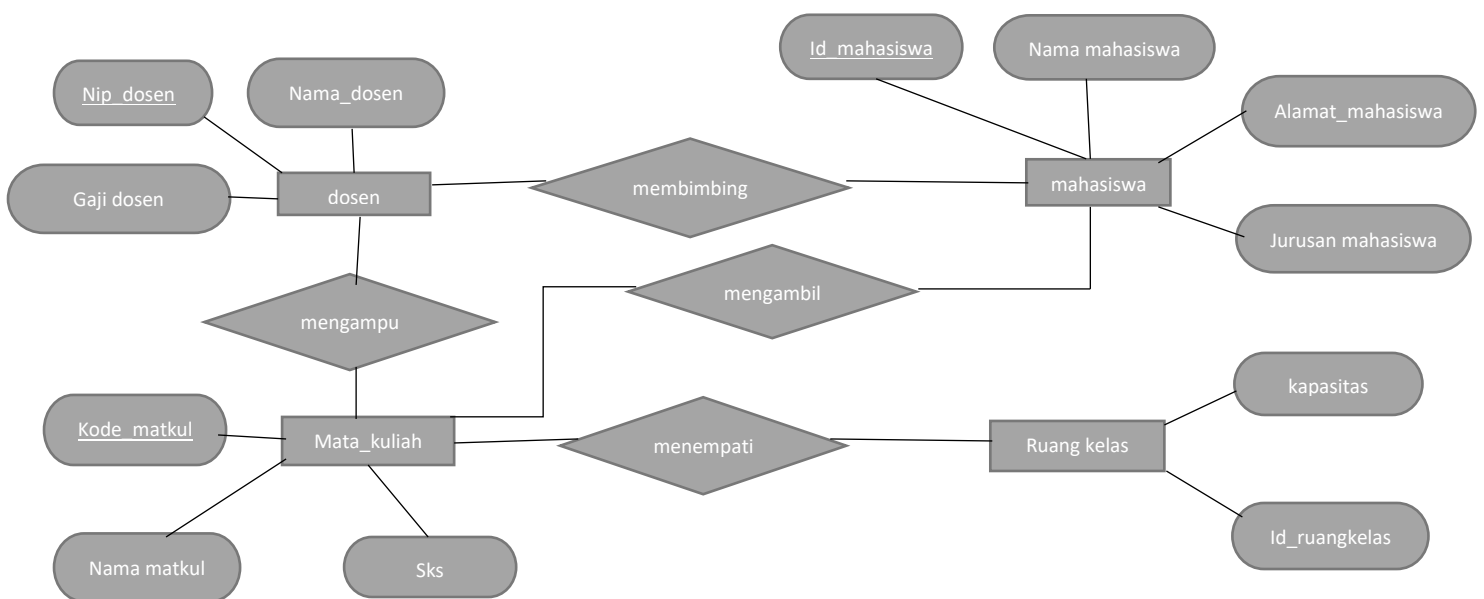 Id_mahasiswa
Nama mahasiswa
Nip_dosen
Nama_dosen
Alamat_mahasiswa
Gaji dosen
dosen
membimbing
mahasiswa
Jurusan mahasiswa
mengampu
mengambil
kapasitas
Kode_matkul
Mata_kuliah
menempati
Ruang kelas
Nama matkul
Sks
Id_ruangkelas